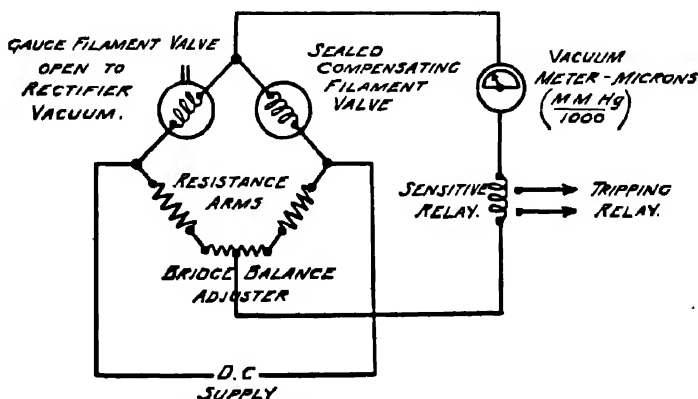 GAUGE FILAMENT VALVE
OPEN TO
RECTIFIER
VACUUM.
SEALED
COMPENSATING
FILAMENT
VALVE
VACUUM
METER-MICRONS
(MM Hg
1000)
RESISTANCE
ARMS
SENSITIVE
RELAY.
TRIPPING
RELAY.
BRIDGE BALANCE
ADJUSTER
D.C
SUPPLY